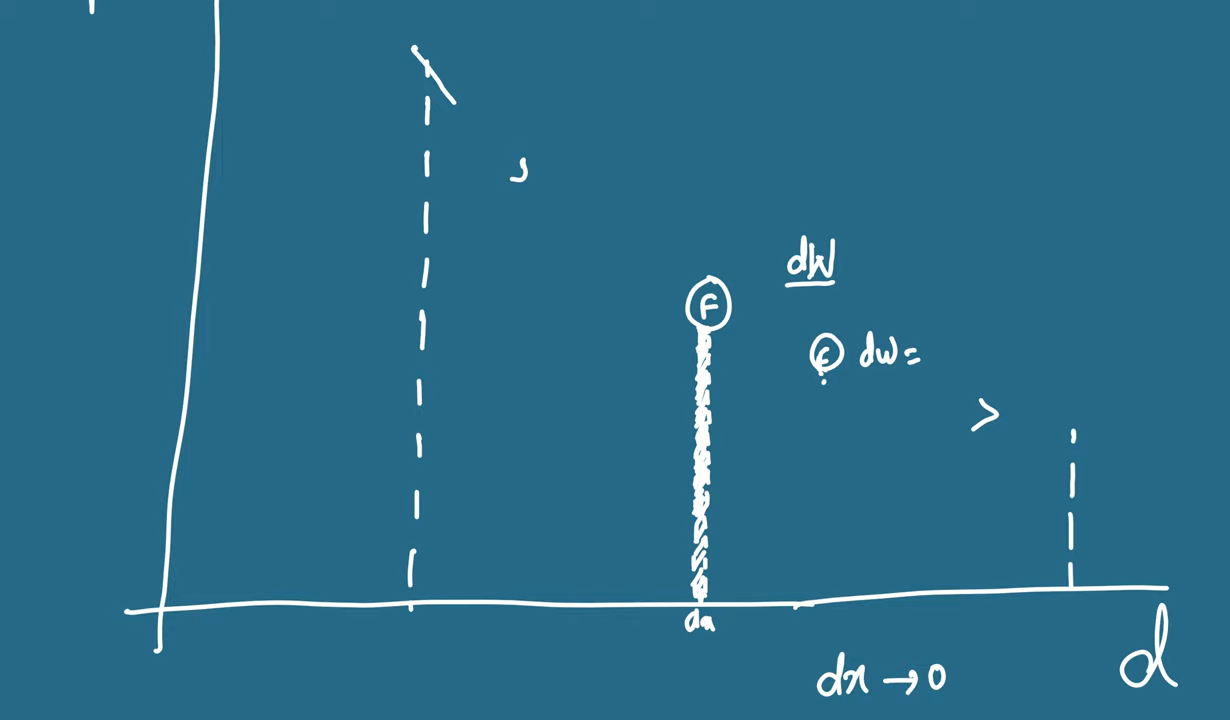 dW
F
F dw =
>
dx
dx → 0
d